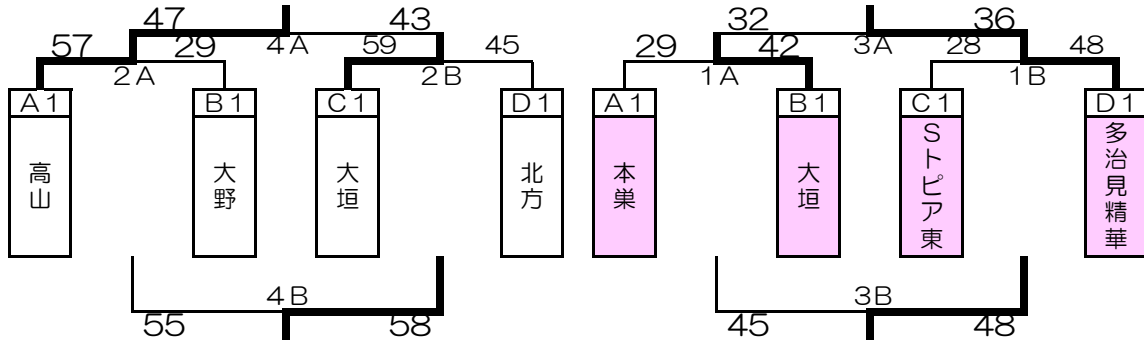 47 43 32 36
57 29 4A 59 45 29 42 3A 28 48
2A 2B 1A 1B
A1 B1 C1 D1 A1 B1 C1 D1
高山 大野 大垣 北方 本巣 大垣 Sトピア東 多治見精華
4B 3B
55 58 45 48